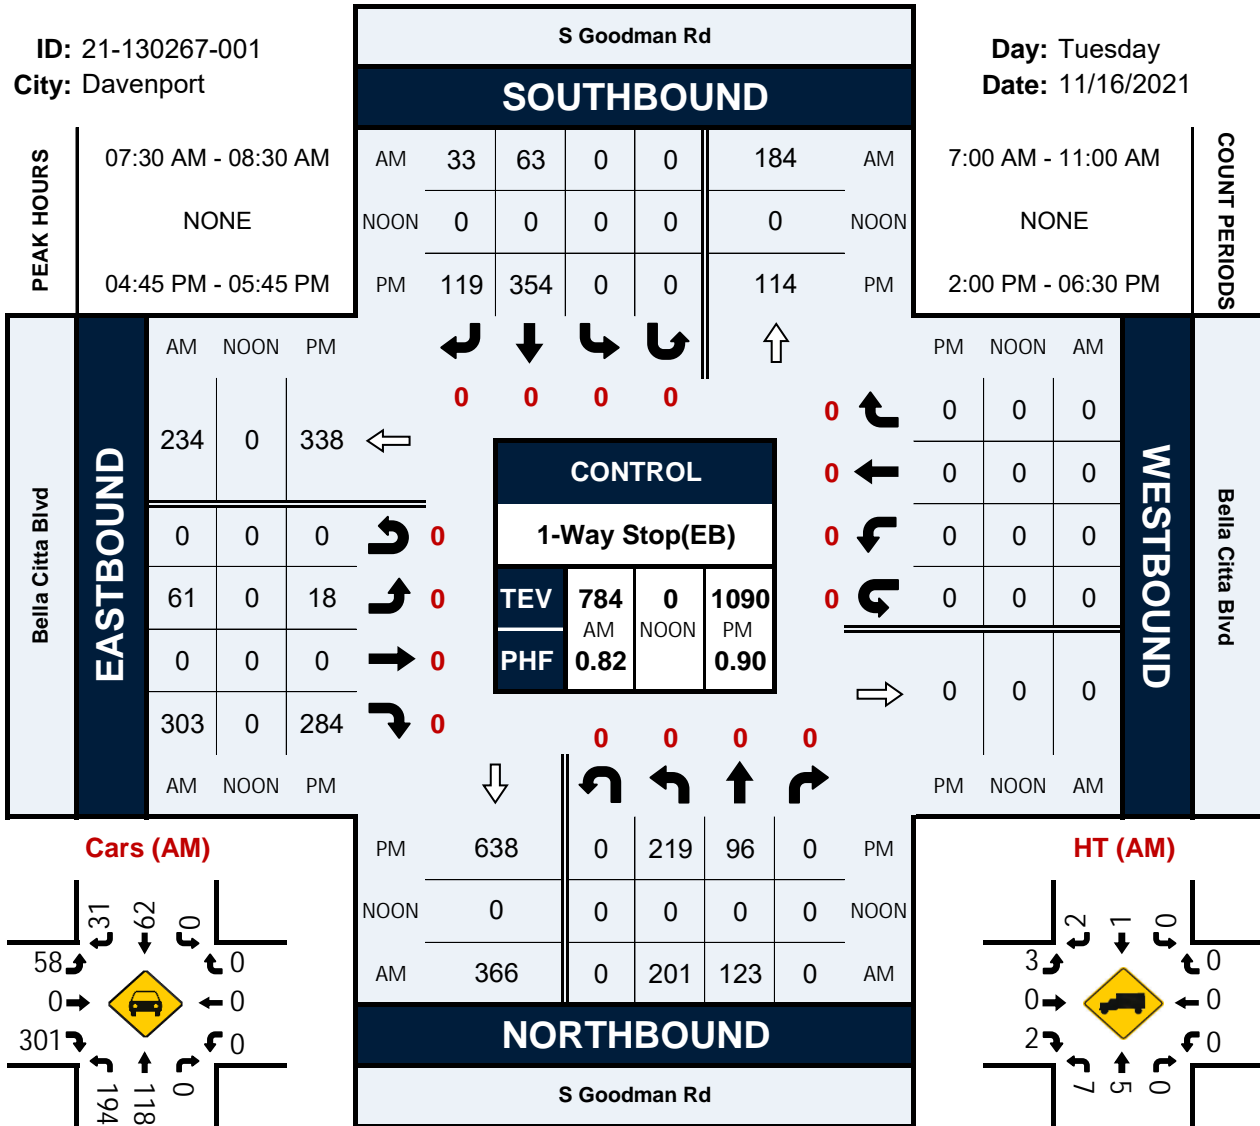 S Goodman Rd
ID: 21-130267-001
Day: Tuesday
City: Davenport
Date: 11/16/2021
SOUTHBOUND
PEAK HOURS
07:30 AM - 08:30 AM
AM 33 63 0 0 184 AM
7:00 AM - 11:00 AM
COUNT PERIODS
NONE
NOON 0 0 0 0 0 NOON
NONE
04:45 PM - 05:45 PM
PM 119 354 0 0 114 PM
2:00 PM - 06:30 PM
Bella Citta Blvd
EASTBOUND
AM NOON PM
234 0 338
0 0 0 0
61 0 18 0
0 0 0 0
303 0 284 0
AM NOON PM
0 0 0 0
CONTROL
1-Way Stop(EB)
TEV 784 0 1090
AM NOON PM
PHF 0.82 0.90
PM NOON AM
0 0 0 0
0 0 0 0
0 0 0 0
0 0 0 0
0 0 0
PM NOON AM
WESTBOUND
Bella Citta Blvd
0 0 0 0
PM 638 0 219 96 0 PM
NOON 0 0 0 0 0 NOON
AM 366 0 201 123 0 AM
NORTHBOUND
S Goodman Rd
Cars (AM)
31 62 0
58 0
0 0
301 0
194 118 0
HT (AM)
2 1 0
3 0
0 0
2 0
7 5 0